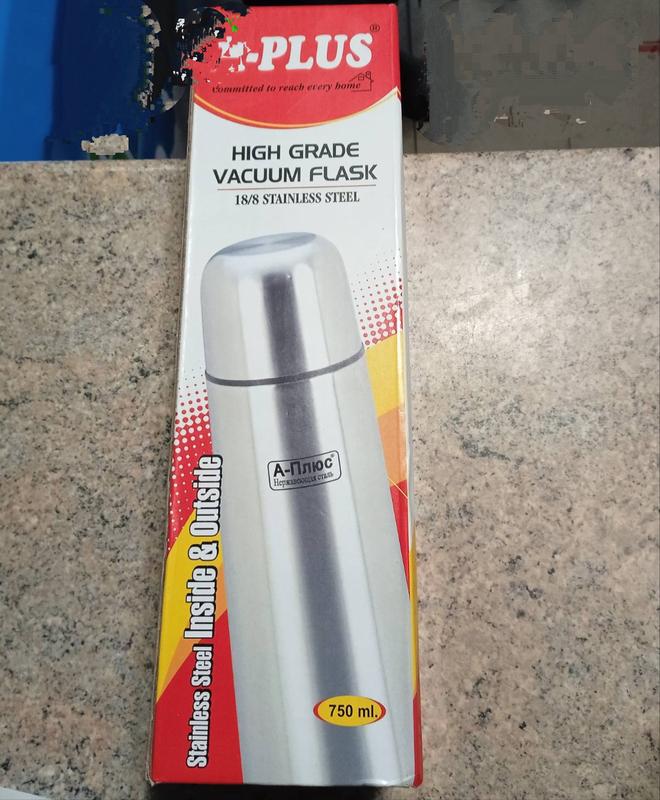 A-PLUS®
Committed to reach every home
HIGH GRADE
VACUUM FLASK
18/8 STAINLESS STEEL
А-Плюс®
Нержавеющая сталь
Stainless Steel Inside & Outside
750 ml.